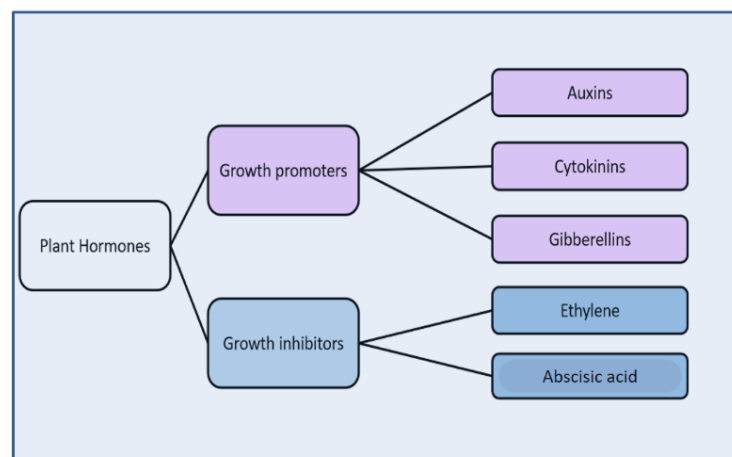 Plant Hormones
Growth promoters
Auxins
Cytokinins
Gibberellins
Growth inhibitors
Ethylene
Abscisic acid